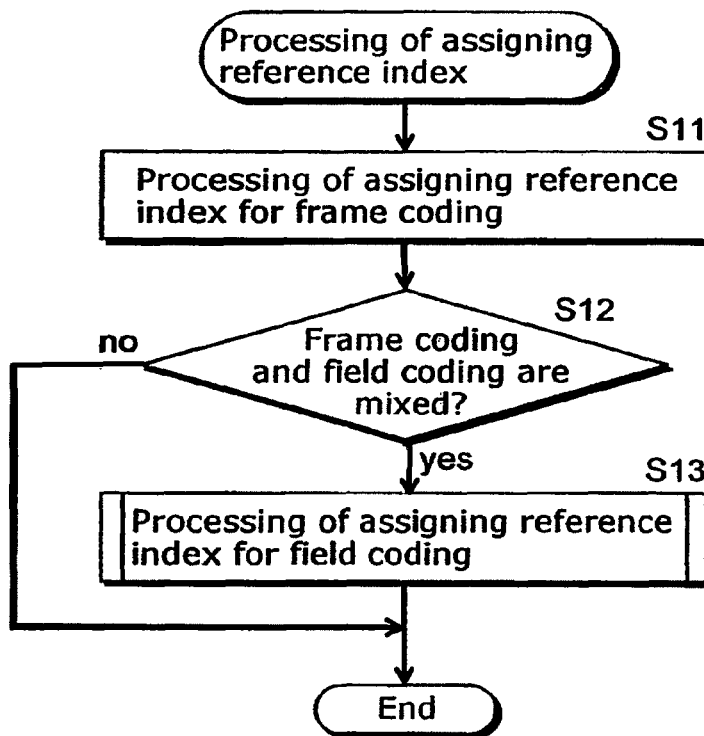 Processing of assigning
reference index
S11
Processing of assigning reference
index for frame coding
S12
no
Frame coding
and field coding are
mixed?
yes
S13
Processing of assigning reference
index for field coding
End